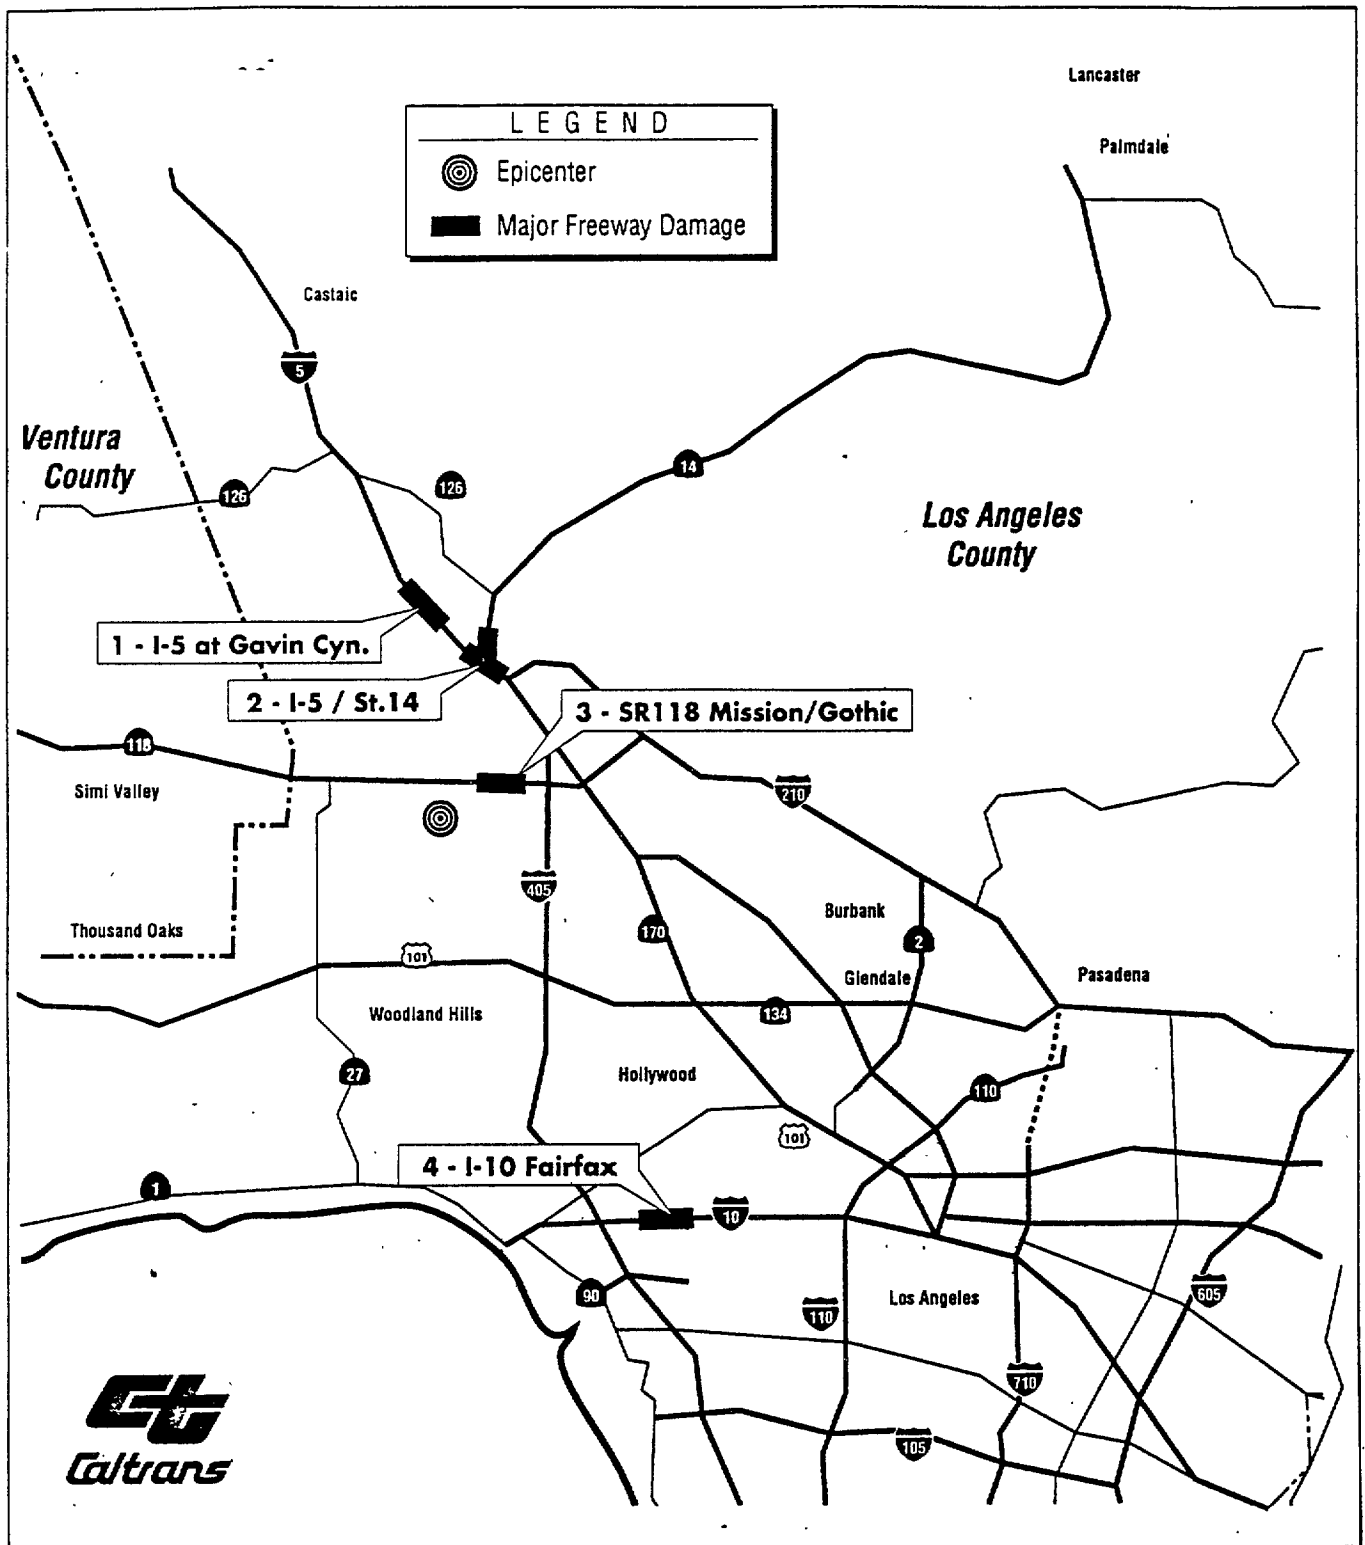 Lancaster
Palmdale
LEGEND
Epicenter
Major Freeway Damage
Castaic
5
Ventura
County
126
126
14
Los Angeles
County
1 - I-5 at Gavin Cyn.
2 - I-5 / St.14
3 - SR118 Mission/Gothic
118
Simi Valley
210
405
Burbank
170
2
Thousand Oaks
101
Glendale
Pasadena
Woodland Hills
134
27
Hollywood
110
101
4 - I-10 Fairfax
1
10
90
Los Angeles
605
110
710
CT
105
Caltrans